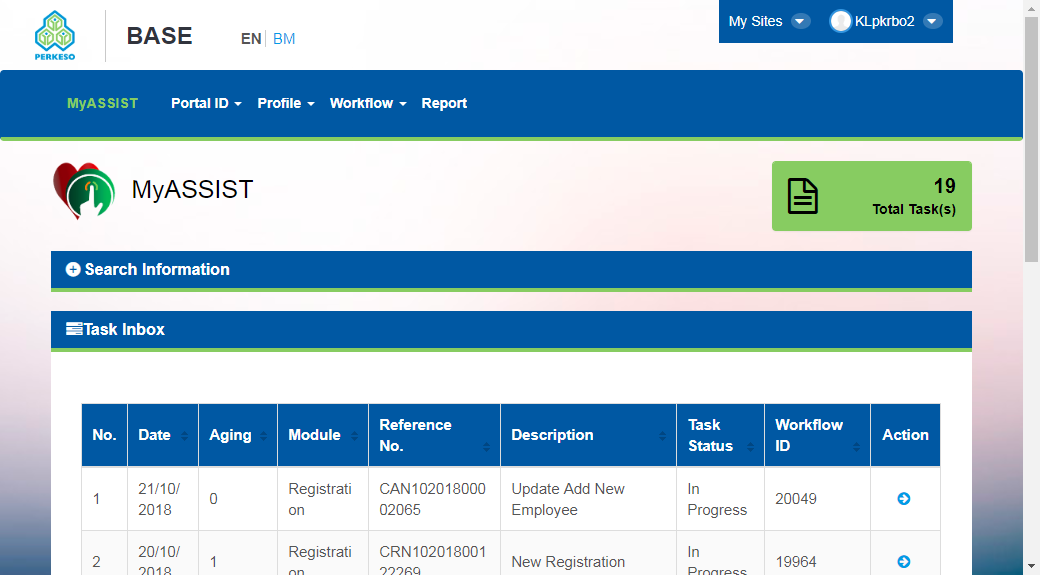 PERKESO
BASE
EN BM
My Sites KLpkrbo2
MyASSIST Portal ID Profile Workflow Report
MyASSIST
19
Total Task(s)
Search Information
Task Inbox
No. Date Aging Module Reference No. Description Task Status Workflow ID Action
1 21/10/2018 0 Registration CAN10201800002065 Update Add New Employee In Progress 20049
2 20/10/2018 1 Registration CRN10201800122269 New Registration In Progress 19964